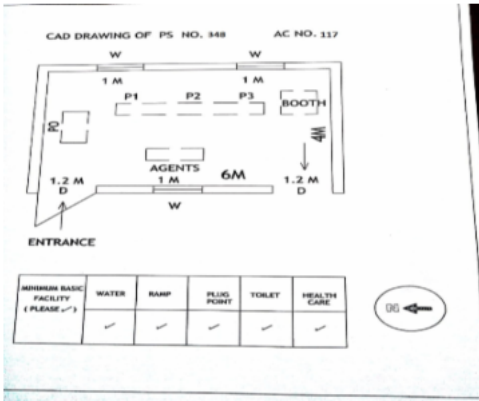 CAD DRAWING OF PS NO. 348 AC NO. 117
W W
1 M 1 M
P1 P2 P3
BOOTH
PO
4M
AGENTS
1.2 M 1 M 6M 1.2 M
D D
W
ENTRANCE
MINIMUM BASIC
FACILITY
( PLEASE ✓ )
WATER
RAMP
PLUG
POINT
TOILET
HEALTH
CARE
✓ ✓ ✓ ✓ ✓